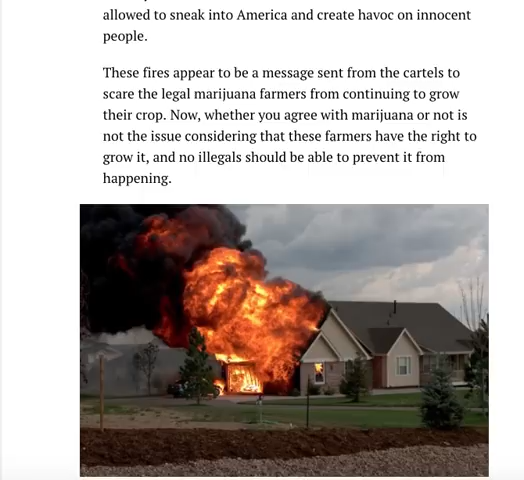 allowed to sneak into America and create havoc on innocent
people.
These fires appear to be a message sent from the cartels to
scare the legal marijuana farmers from continuing to grow
their crop. Now, whether you agree with marijuana or not is
not the issue considering that these farmers have the right to
grow it, and no illegals should be able to prevent it from
happening.